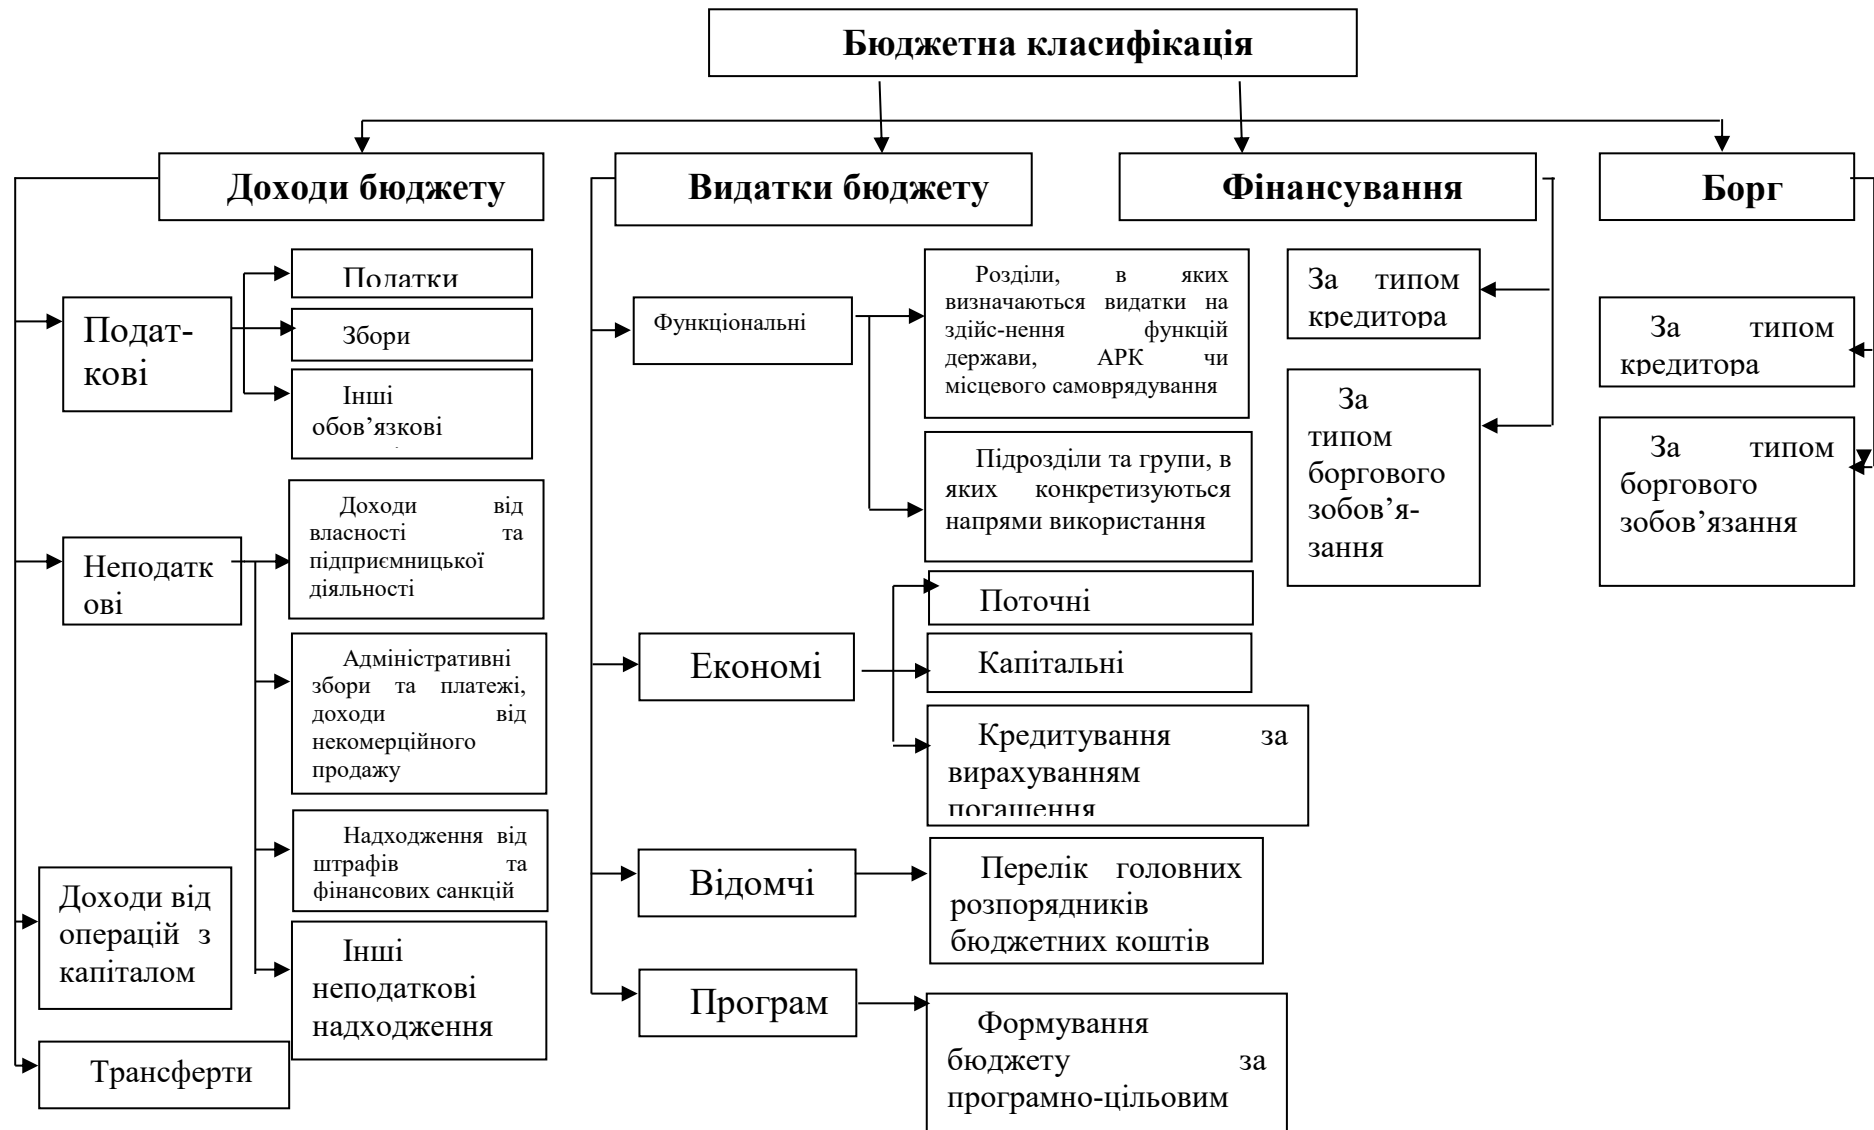 Бюджетна класифікація
Доходи бюджету
Видатки бюджету
Фінансування
Борг
Подат-
кові
Податки
Збори
Інші
обов’язкові
Неподатк
ові
Доходи від
власності та
підприємницької
діяльності
Адміністративні
збори та платежі,
доходи від
некомерційного
продажу
Надходження від
штрафів та
фінансових санкцій
Інші
неподаткові
надходження
Доходи від
операцій з
капіталом
Трансферти
Функціональні
Розділи, в яких
визначаються видатки на
здійс-нення функцій
держави, АРК чи
місцевого самоврядування
Підрозділи та групи, в
яких конкретизуються
напрями використання
Економі
Поточні
Капітальні
Кредитування за
вирахуванням
погашення
Відомчі
Перелік головних
розпорядників
бюджетних коштів
Програм
Формування
бюджету за
програмно-цільовим
За типом
кредитора
За
типом
боргового
зобов’я-
зання
За типом
кредитора
За типом
боргового
зобов’язання